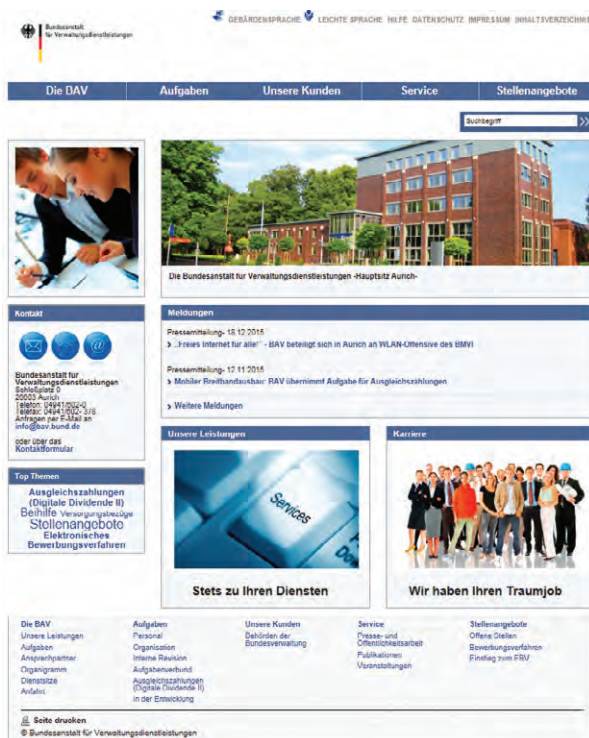 Bundesanstalt
für Verwaltungsdienstleistungen
GEBÄRDENSPRACHE LEICHTE SPRACHE HILFE DATENSCHUTZ IMPRESSUM INHALTSVERZEICHNIS
Die BAV Aufgaben Unsere Kunden Service Stellenangebote
Suchbegriff >>
Die Bundesanstalt für Verwaltungsdienstleistungen -Hauptsitz Aurich-
Kontakt
Bundesanstalt für
Verwaltungsdienstleistungen
Schloßplatz 9
26603 Aurich
Telefon: 04941/602-0
Telefax: 04941/602- 378
Anfragen per E-Mail an
info@bav.bund.de
oder über das
Kontaktformular
Top Themen
Ausgleichszahlungen
(Digitale Dividende II)
Beihilfe Versorgungsbezüge
Stellenangebote
Elektronisches
Bewerbungsverfahren
Meldungen
Pressemitteilung- 18.12.2015
„Freies Internet für alle!" - BAV beteiligt sich in Aurich an WLAN-Offensive des BMVI
Pressemitteilung- 12.11.2015
Mobiler Breitbandausbau: BAV übernimmt Aufgabe für Ausgleichszahlungen
Weitere Meldungen
Unsere Leistungen
Services
Stets zu Ihren Diensten
Karriere
Wir haben Ihren Traumjob
Die BAV
Unsere Leistungen
Aufgaben
Ansprechpartner
Organigramm
Dienstsitze
Anfahrt
Aufgaben
Personal
Organisation
Interne Revision
Aufgabenverbund
Ausgleichszahlungen
(Digitale Dividende II)
In der Entwicklung
Unsere Kunden
Behörden der
Bundesverwaltung
Service
Presse- und
Öffentlichkeitsarbeit
Publikationen
Veranstaltungen
Stellenangebote
Offene Stellen
Bewerbungsverfahren
Einstieg zum EBV
Seite drucken
© Bundesanstalt für Verwaltungsdienstleistungen